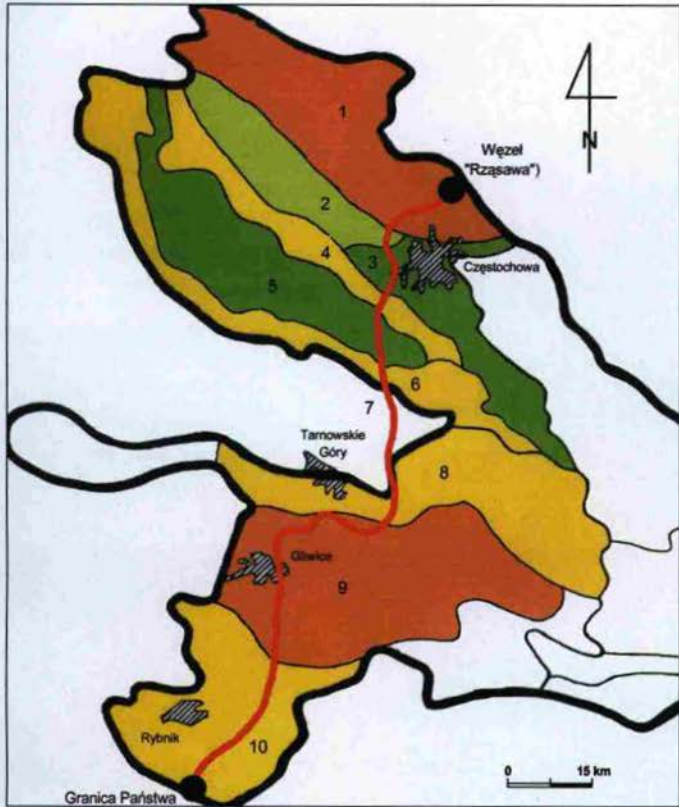 1
N
Węzeł
"Rząsawa")
2
4
3
Częstochowa
5
6
7
Tarnowskie
Góry
8
Gliwice
9
Rybnik
10
0 15 km
Granica Państwa